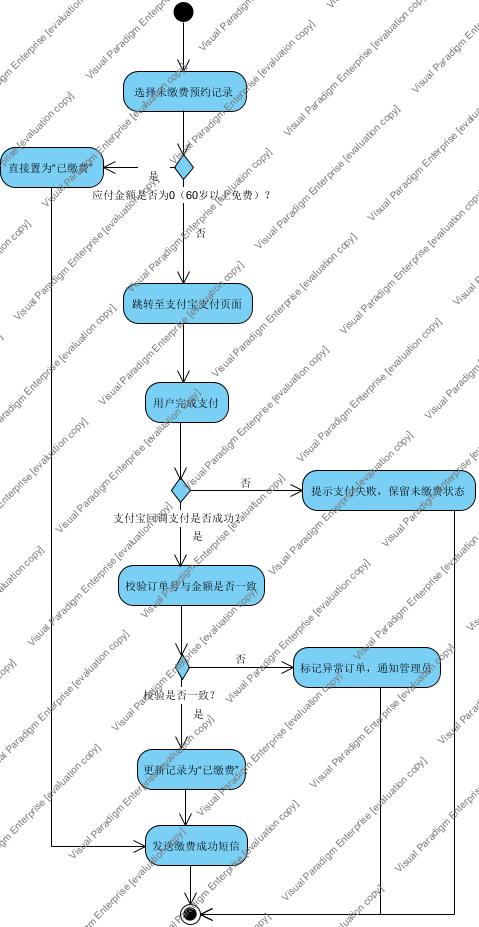 选择未缴费预约记录
直接置为“已缴费”
是
应付金额是否为0（60岁以上免费）？
否
跳转至支付宝支付页面
用户完成支付
否
提示支付失败，保留未缴费状态
支付宝回调支付是否成功？
是
校验订单号与金额是否一致
否
标记异常订单，通知管理员
校验是否一致？
是
更新记录为“已缴费”
发送缴费成功短信
Visual Paradigm Enterprise [evaluation copy]